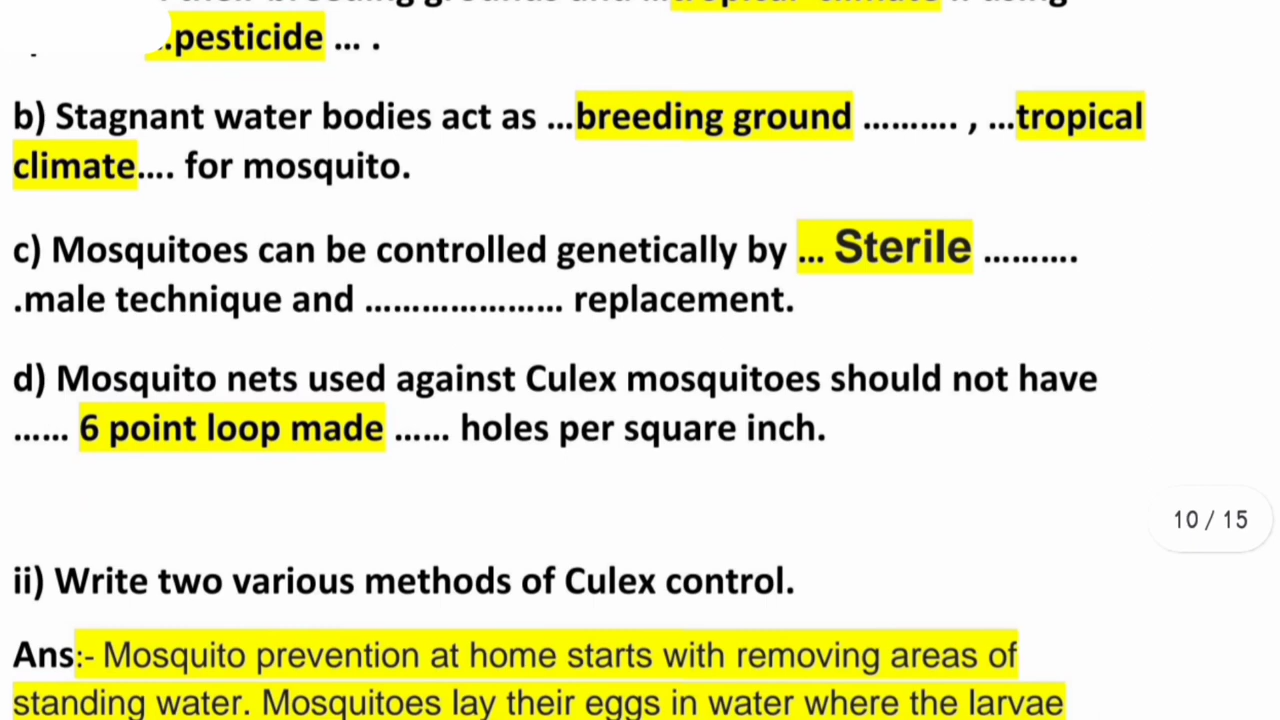 .pesticide ... .
b) Stagnant water bodies act as ...breeding ground .......... , ...tropical
climate.... for mosquito.
c) Mosquitoes can be controlled genetically by ... Sterile ..........
.male technique and ..................... replacement.
d) Mosquito nets used against Culex mosquitoes should not have
...... 6 point loop made ...... holes per square inch.
10 / 15
ii) Write two various methods of Culex control.
Ans:- Mosquito prevention at home starts with removing areas of
standing water. Mosquitoes lay their eggs in water where the larvae